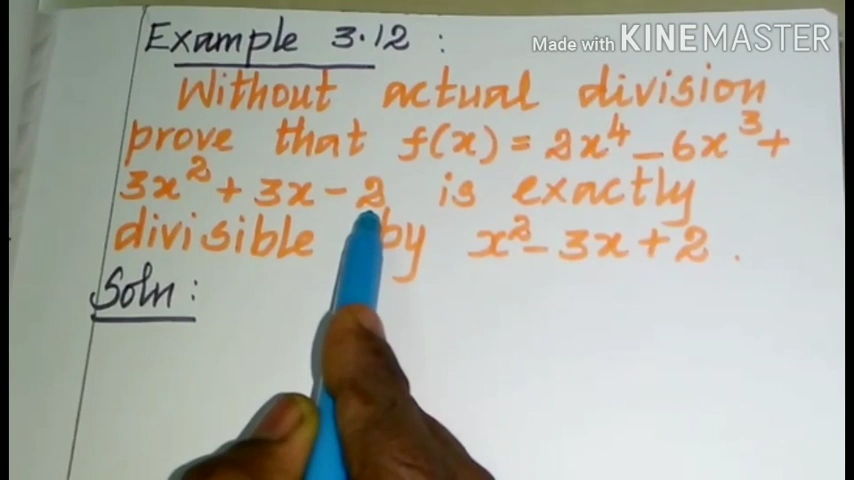 Example 3.12 :
Made with KINEMASTER
Without actual division
prove that f(x) = 2x⁴ - 6x³ +
3x² + 3x - 2 is exactly
divisible by x² - 3x + 2 .
Soln :